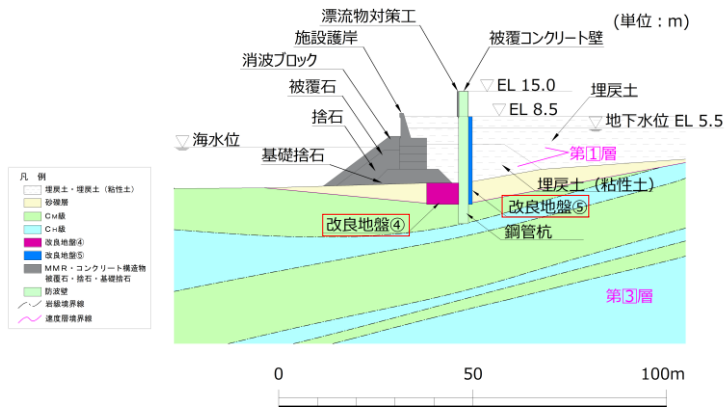 漂流物対策工
(単位：m)
施設護岸
被覆コンクリート壁
消波ブロック
EL 15.0
埋戻土
被覆石
EL 8.5
地下水位 EL 5.5
捨石
海水位
第1層
基礎捨石
埋戻土（粘性土）
改良地盤④
改良地盤⑤
鋼管杭
第3層
凡 例
埋戻土・埋戻土（粘性土）
砂礫層
CM級
CH級
改良地盤④
改良地盤⑤
MMR・コンクリート構造物
被覆石・捨石・基礎捨石
防波壁
岩級境界線
速度層境界線
0
50
100m